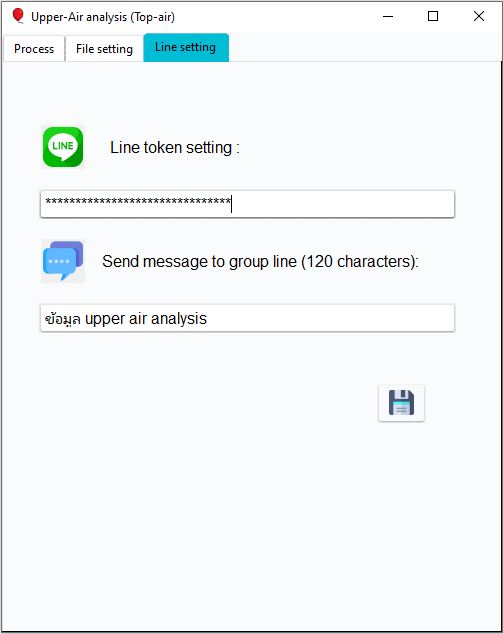 Upper-Air analysis (Top-air)
Process File setting Line setting
LINE
Line token setting :
*******************************
Send message to group line (120 characters):
ข้อมูล upper air analysis